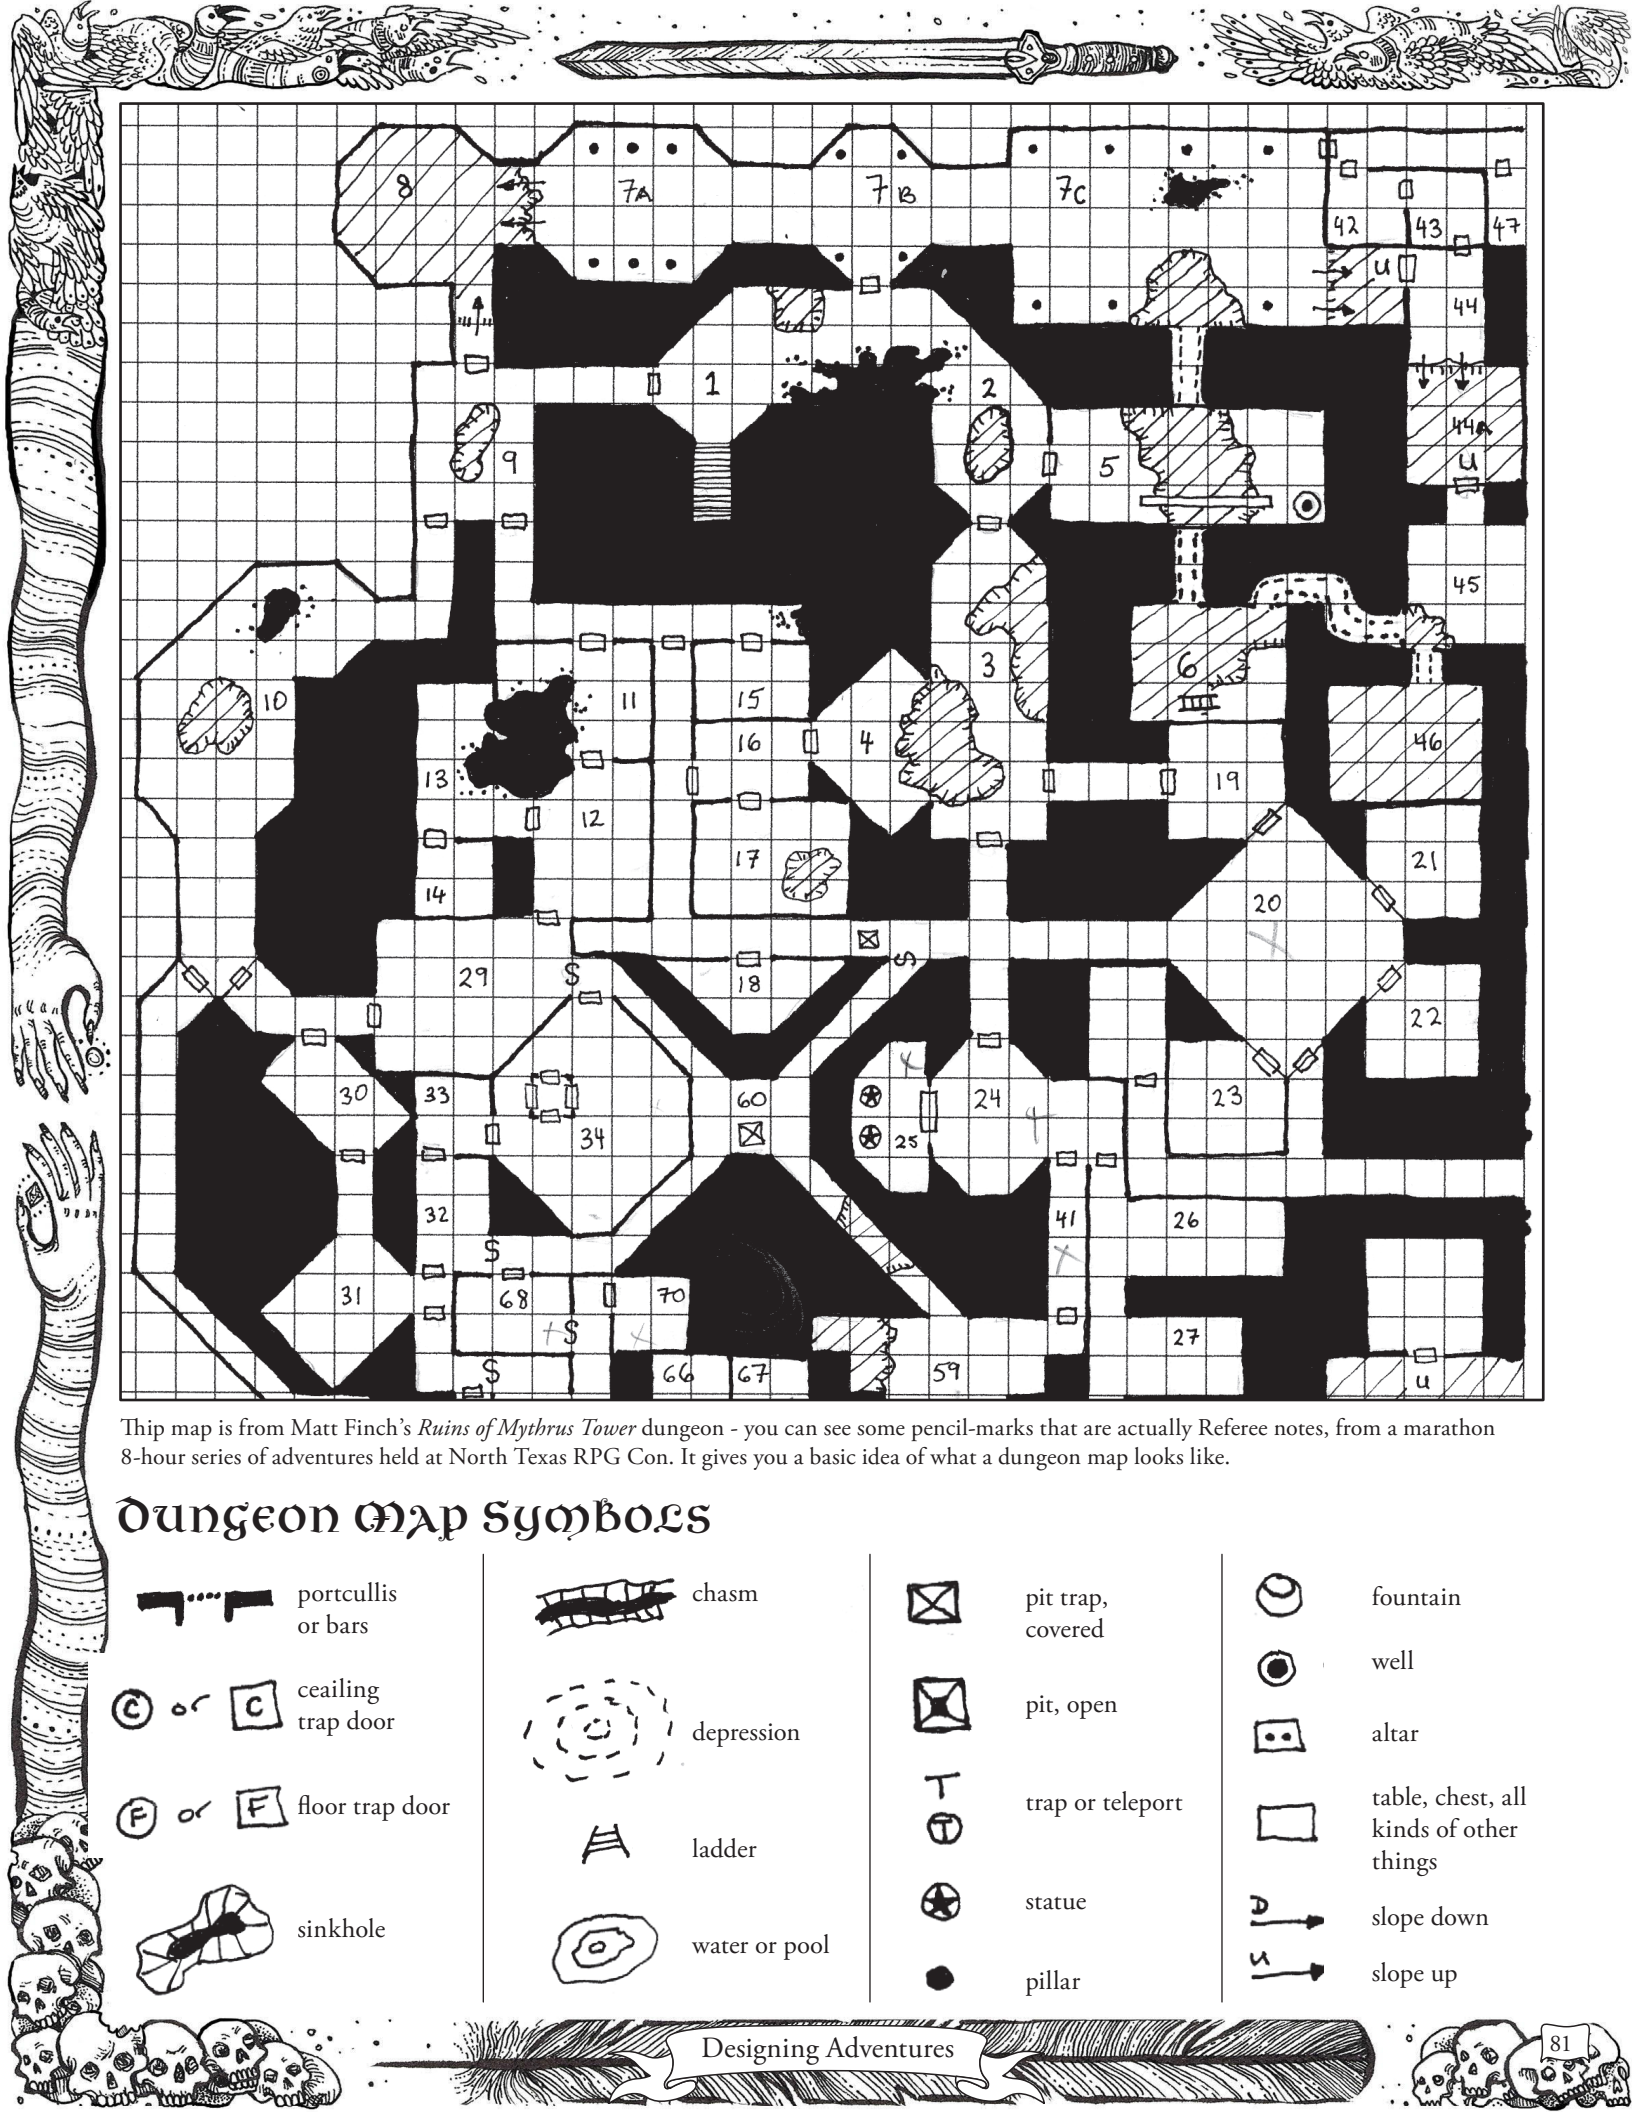 8
7A
7B
7C
42
43
47
U
44
1
2
44A
9
5
U
45
3
6
10
11
15
16
4
46
13
19
12
17
21
14
20
S
29
S
18
22
30
33
60
24
23
34
25
32
41
26
S
31
68
70
S
27
S
66
67
59
U
Thip map is from Matt Finch's Ruins of Mythrus Tower dungeon - you can see some pencil-marks that are actually Referee notes, from a marathon
8-hour series of adventures held at North Texas RPG Con. It gives you a basic idea of what a dungeon map looks like.
Dungeon Map Symbols
portcullis
or bars
C or C
ceailing
trap door
F or F
floor trap door
sinkhole
chasm
depression
ladder
water or pool
pit trap,
covered
pit, open
T
T
trap or teleport
statue
pillar
fountain
well
altar
table, chest, all
kinds of other
things
D
slope down
U
slope up
Designing Adventures
81